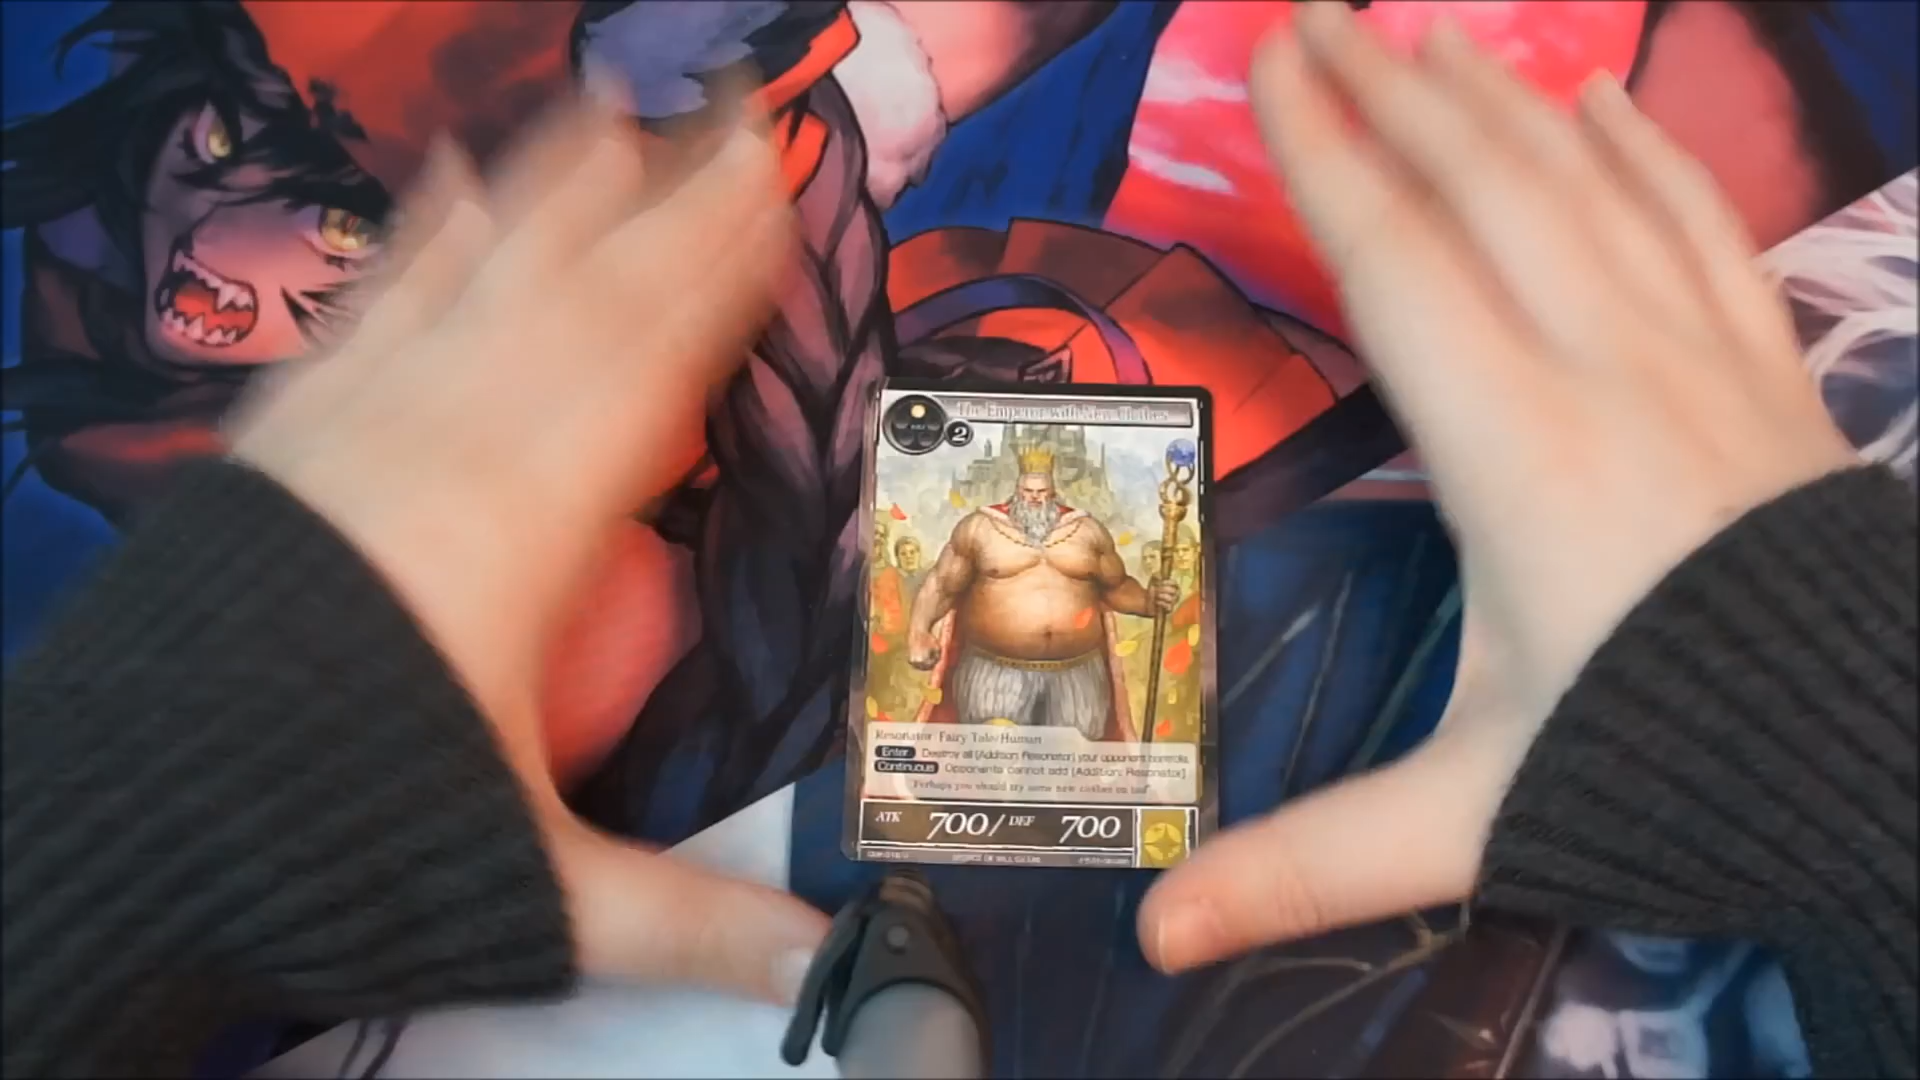 The Emperor with New Clothes
2
Resonator: Fairy Tale/Human
Enter Destroy all [Addition: Resonator] your opponent controls.
Continuous Opponents cannot add [Addition: Resonator]
"Perhaps you should try some new clothes on too!"
ATK 700 / DEF 700